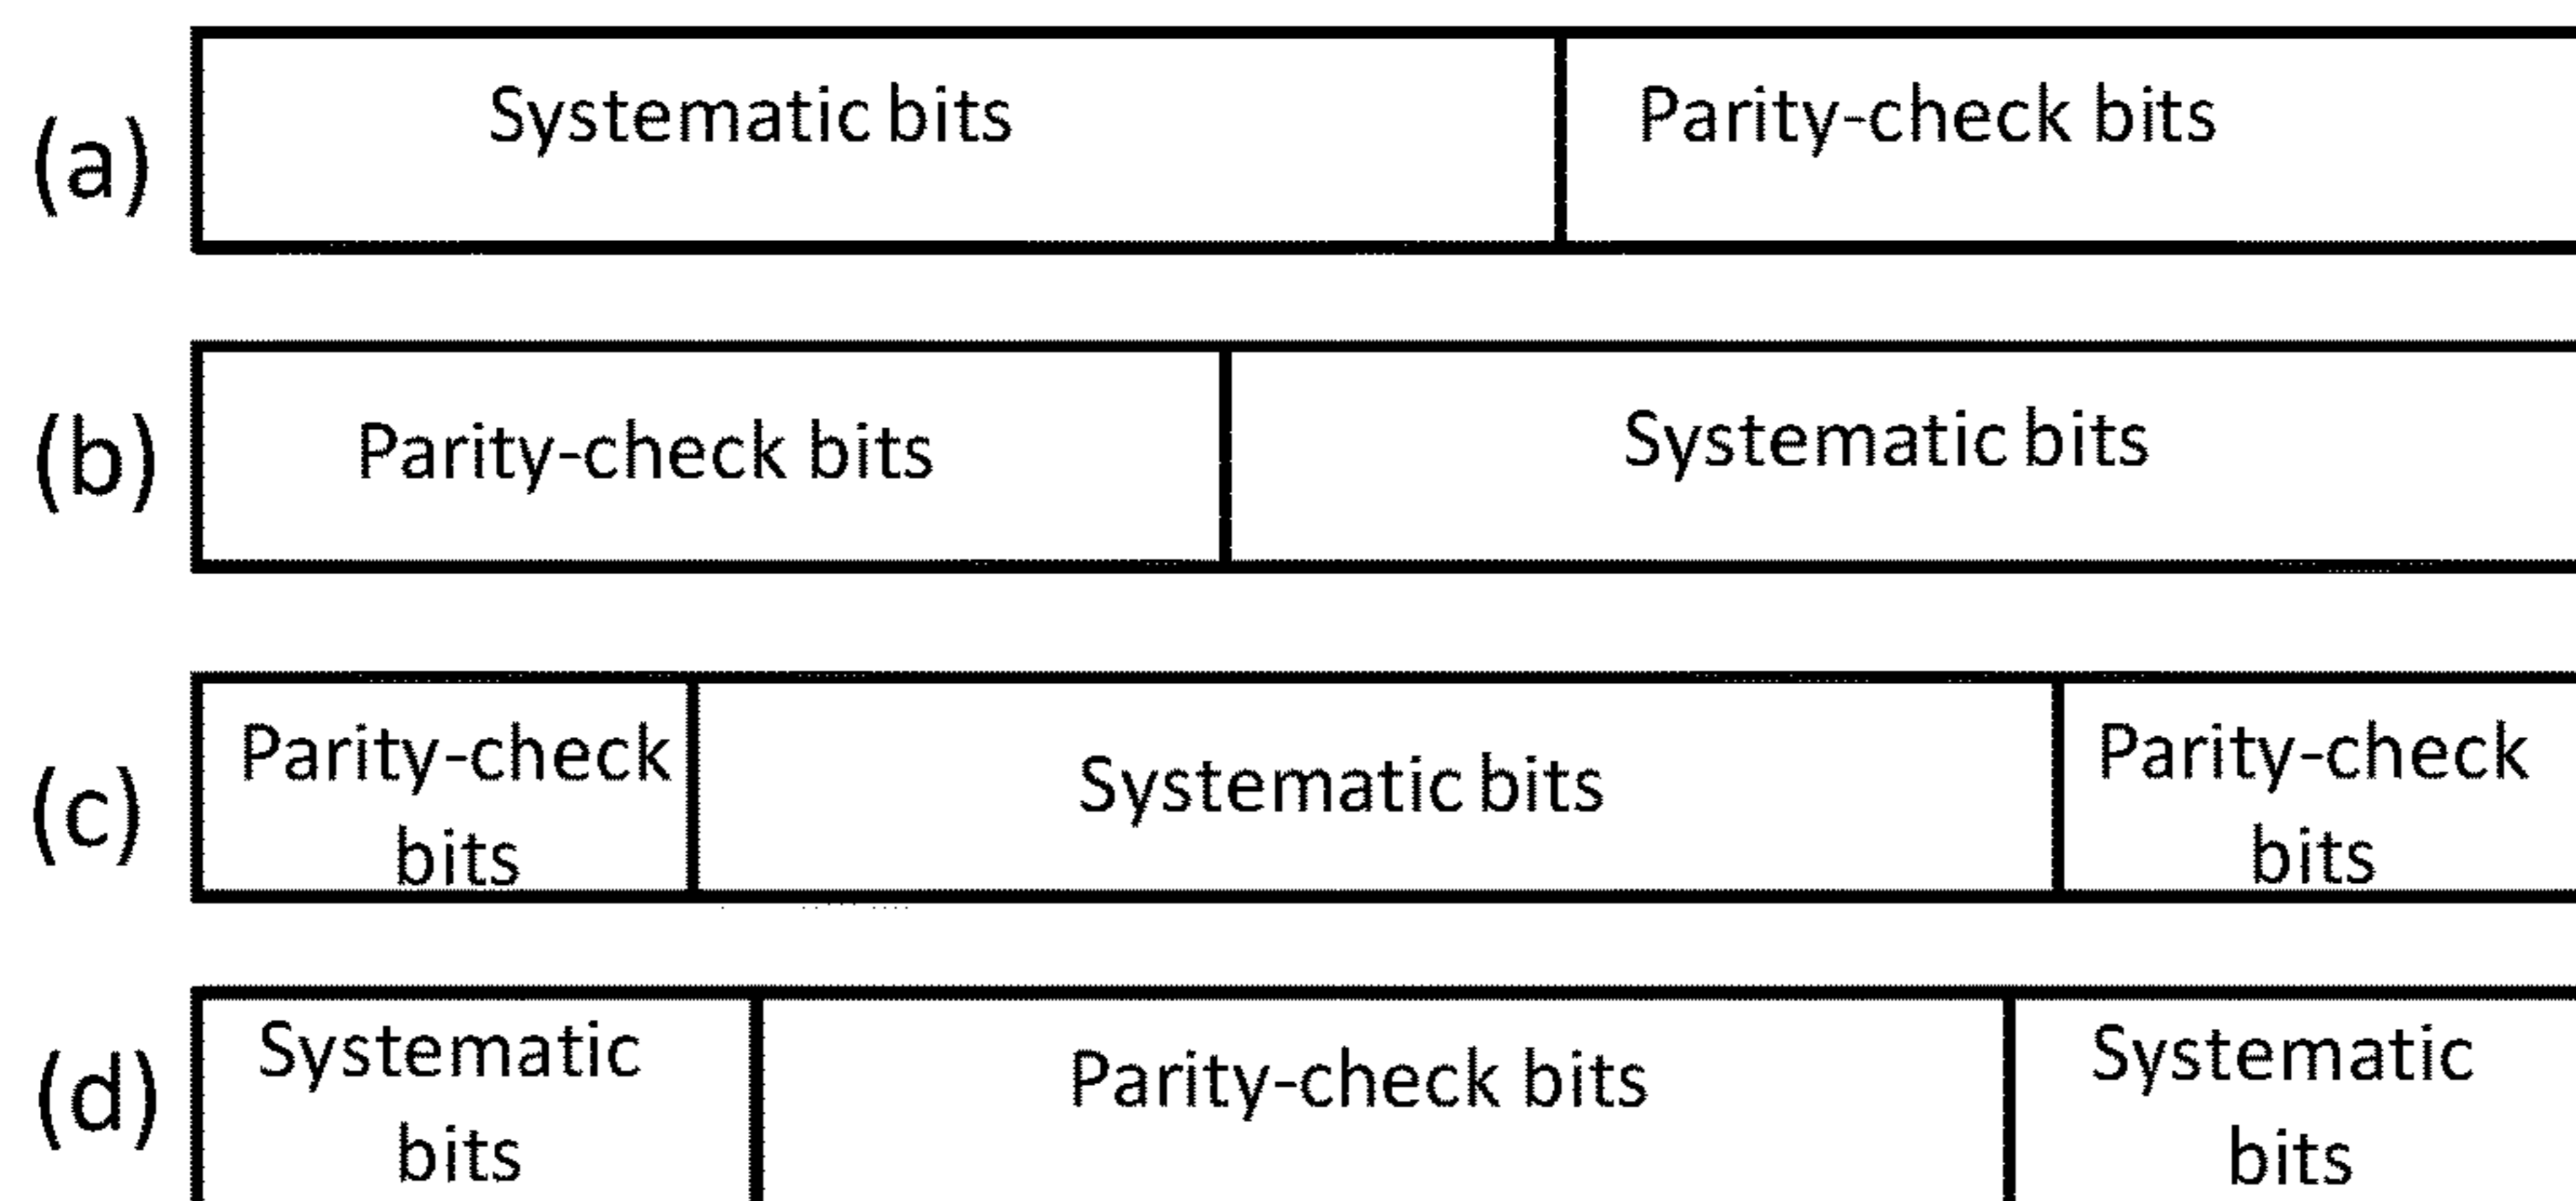 (a) Systematic bits Parity-check bits
(b) Parity-check bits Systematic bits
(c) Parity-check bits Systematic bits Parity-check bits
(d) Systematic bits Parity-check bits Systematic bits